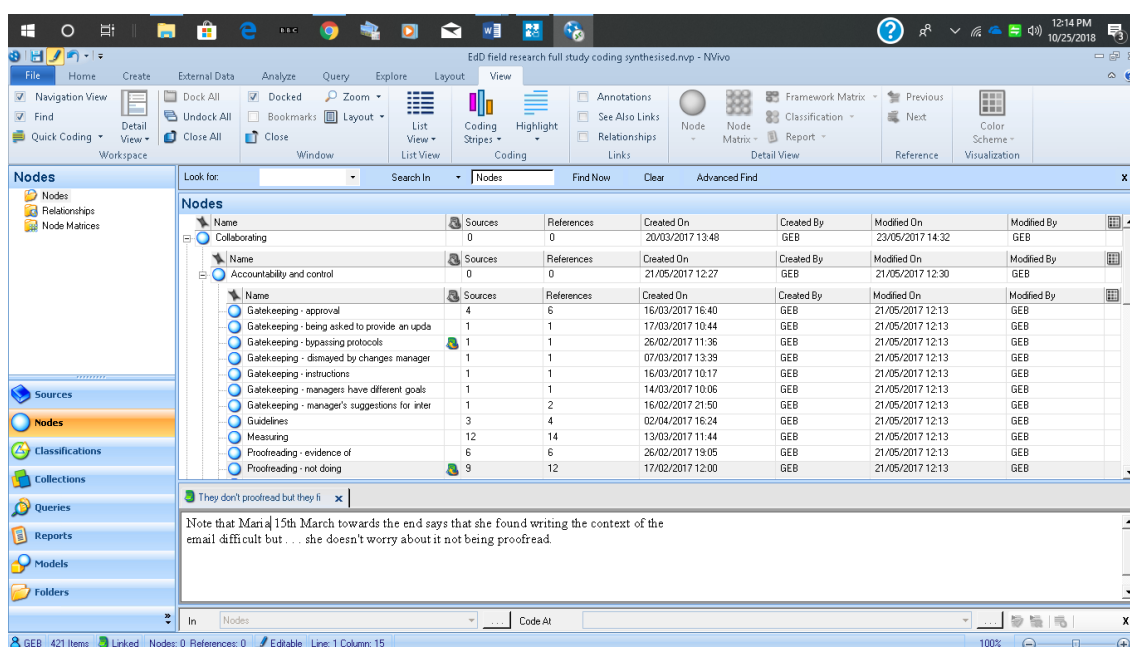 BBC
12:14 PM
10/25/2018
EdD field research full study coding synthesised.nvp - NVivo
File Home Create External Data Analyze Query Explore Layout View
Navigation View
Find
Quick Coding
Detail View
Workspace
Dock All
Undock All
Close All
Docked
Bookmarks
Close
Zoom
Layout
Window
List View
List View
Coding Stripes
Highlight
Coding
Annotations
See Also Links
Relationships
Links
Node
Node Matrix
Framework Matrix
Classification
Report
Detail View
Previous
Next
Reference
Color Scheme
Visualization
Nodes
Nodes
Relationships
Node Matrices
Look for: Search In Nodes Find Now Clear Advanced Find x
Nodes
Name Sources References Created On Created By Modified On Modified By
Collaborating 0 0 20/03/2017 13:48 GEB 23/05/2017 14:32 GEB
Name Sources References Created On Created By Modified On Modified By
Accountability and control 0 0 21/05/2017 12:27 GEB 21/05/2017 12:30 GEB
Name Sources References Created On Created By Modified On Modified By
Gatekeeping - approval 4 6 16/03/2017 16:40 GEB 21/05/2017 12:13 GEB
Gatekeeping - being asked to provide an upda 1 1 17/03/2017 10:44 GEB 21/05/2017 12:13 GEB
Gatekeeping - bypassing protocols 1 1 26/02/2017 11:36 GEB 21/05/2017 12:13 GEB
Gatekeeping - dismayed by changes manager 1 1 07/03/2017 13:39 GEB 21/05/2017 12:13 GEB
Gatekeeping - instructions 1 1 16/03/2017 10:17 GEB 21/05/2017 12:13 GEB
Gatekeeping - managers have different goals 1 1 14/03/2017 10:06 GEB 21/05/2017 12:13 GEB
Gatekeeping - manager's suggestions for inter 1 2 16/02/2017 21:50 GEB 21/05/2017 12:13 GEB
Guidelines 3 4 02/04/2017 16:24 GEB 21/05/2017 12:13 GEB
Measuring 12 14 13/03/2017 11:44 GEB 21/05/2017 12:13 GEB
Proofreading - evidence of 6 6 26/02/2017 19:05 GEB 21/05/2017 12:13 GEB
Proofreading - not doing 9 12 17/02/2017 12:00 GEB 21/05/2017 12:13 GEB
Sources
Nodes
Classifications
Collections
Queries
Reports
Models
Folders
They don't proofread but they fi x
Note that Maria 15th March towards the end says that she found writing the context of the
email difficult but . . . she doesn't worry about it not being proofread.
In Nodes ... Code At ... x
GEB 421 Items Linked Nodes: 0 References: 0 Editable Line: 1 Column: 15 100%